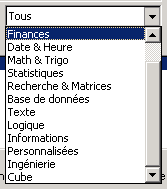 Tous
Finances
Date & Heure
Math & Trigo
Statistiques
Recherche & Matrices
Base de données
Texte
Logique
Informations
Personnalisées
Ingénierie
Cube